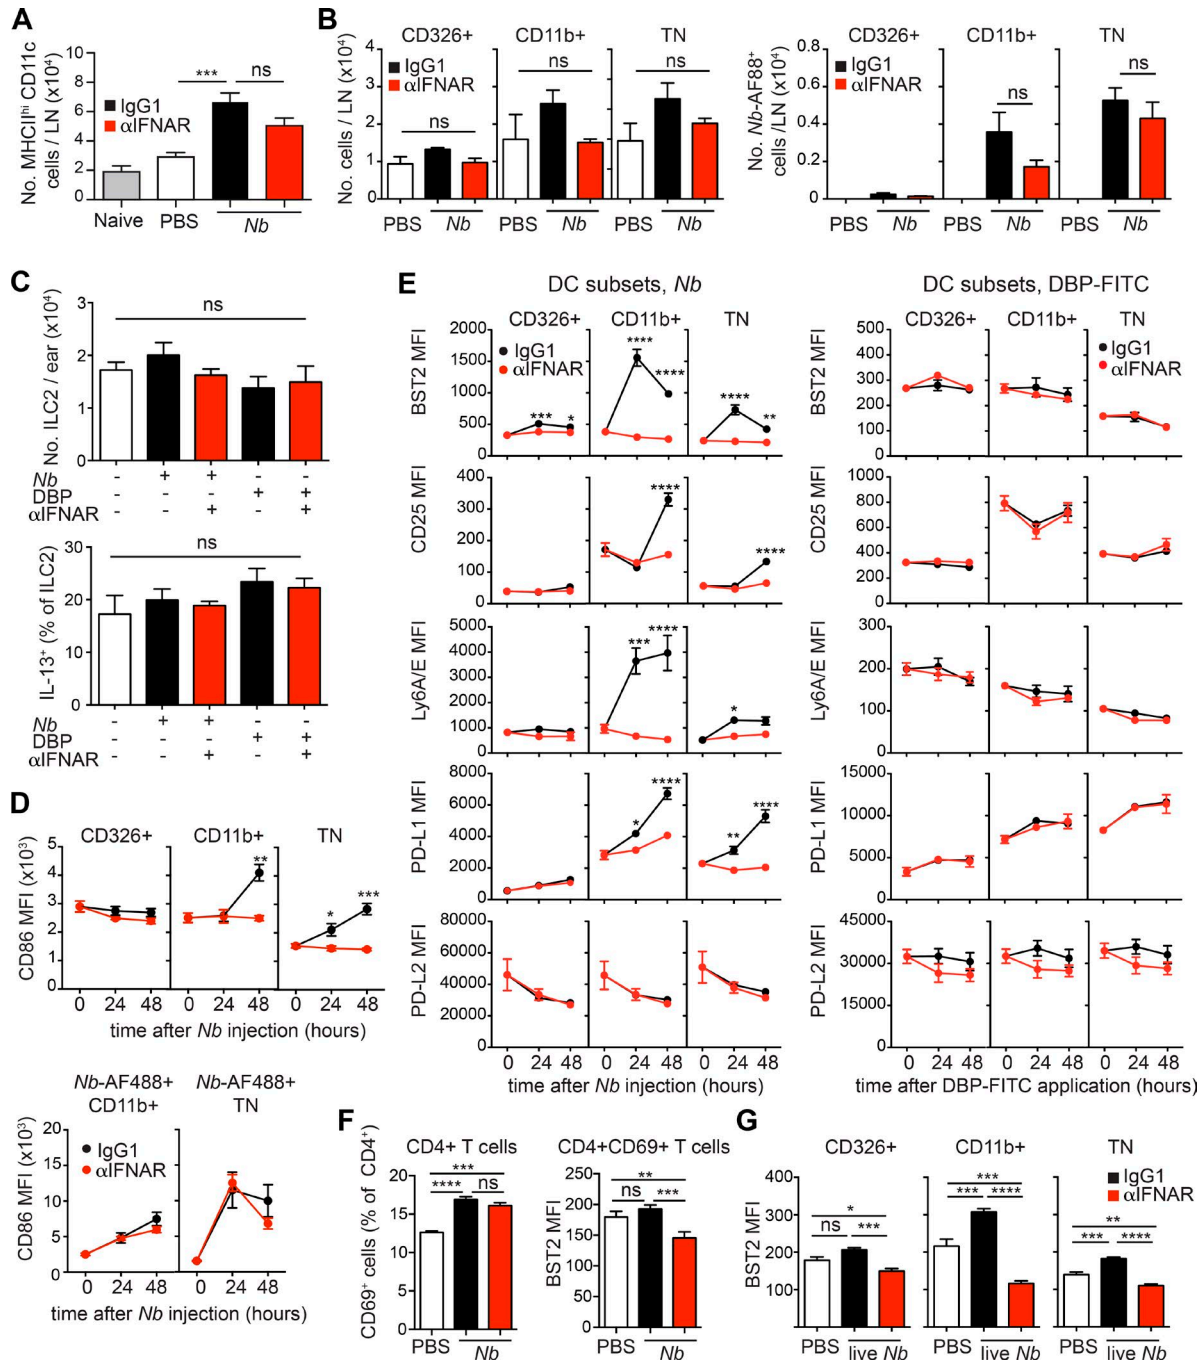 A
No. MHCII^hi CD11c
cells / LN (x10^4)
10
8
6
4
2
0
***
ns
IgG1
αIFNAR
Naive
PBS
Nb
B
CD326+
CD11b+
TN
No. cells / LN (x10^4)
4
3
2
1
0
IgG1
αIFNAR
ns
ns
ns
PBS
Nb
PBS
Nb
PBS
Nb
CD326+
CD11b+
TN
No. Nb-AF88+
cells /LN (x10^4)
0.8
0.6
0.4
0.2
0
IgG1
αIFNAR
ns
ns
PBS
Nb
PBS
Nb
PBS
Nb
C
No. ILC2 / ear (x10^4)
3
2
1
0
ns
Nb - + + - -
DBP - - - + +
αIFNAR - - + - +
IL-13+ (% of ILC2)
30
20
10
0
ns
Nb - + + - -
DBP - - - + +
αIFNAR - - + - +
D
CD326+
CD11b+
TN
CD86 MFI (x10^3)
5
4
3
2
1
0
**
*
***
0 24 48 0 24 48 0 24 48
time after Nb injection (hours)
Nb-AF488+
CD11b+
Nb-AF488+
TN
CD86 MFI (x10^3)
20
15
10
5
0
IgG1
αIFNAR
0 24 48 0 24 48
time after Nb injection (hours)
E
DC subsets, Nb
CD326+
CD11b+
TN
BST2 MFI
2000
1500
1000
500
0
IgG1
αIFNAR
***
*
****
****
****
**
CD25 MFI
400
300
200
100
0
****
****
Ly6A/E MFI
5000
4000
3000
2000
1000
0
***
****
*
PD-L1 MFI
8000
6000
4000
2000
0
*
****
**
****
PD-L2 MFI
80000
60000
40000
20000
0
0 24 48 0 24 48 0 24 48
time after Nb injection (hours)
DC subsets, DBP-FITC
CD326+
CD11b+
TN
BST2 MFI
500
400
300
200
100
0
IgG1
αIFNAR
CD25 MFI
1000
800
600
400
200
0
Ly6A/E MFI
300
200
100
0
PD-L1 MFI
15000
10000
5000
0
PD-L2 MFI
45000
30000
15000
0
0 24 48 0 24 48 0 24 48
time after DBP-FITC application (hours)
F
CD4+ T cells
CD69+ cells (% of CD4+)
20
15
10
5
0
***
****
ns
PBS
Nb
CD4+CD69+ T cells
BST2 MFI
250
200
150
100
50
0
**
ns
***
PBS
Nb
G
CD326+
CD11b+
TN
BST2 MFI
400
300
200
100
IgG1
αIFNAR
*
ns
***
***
***
****
**
***
****
PBS
live Nb
PBS
live Nb
PBS
live Nb